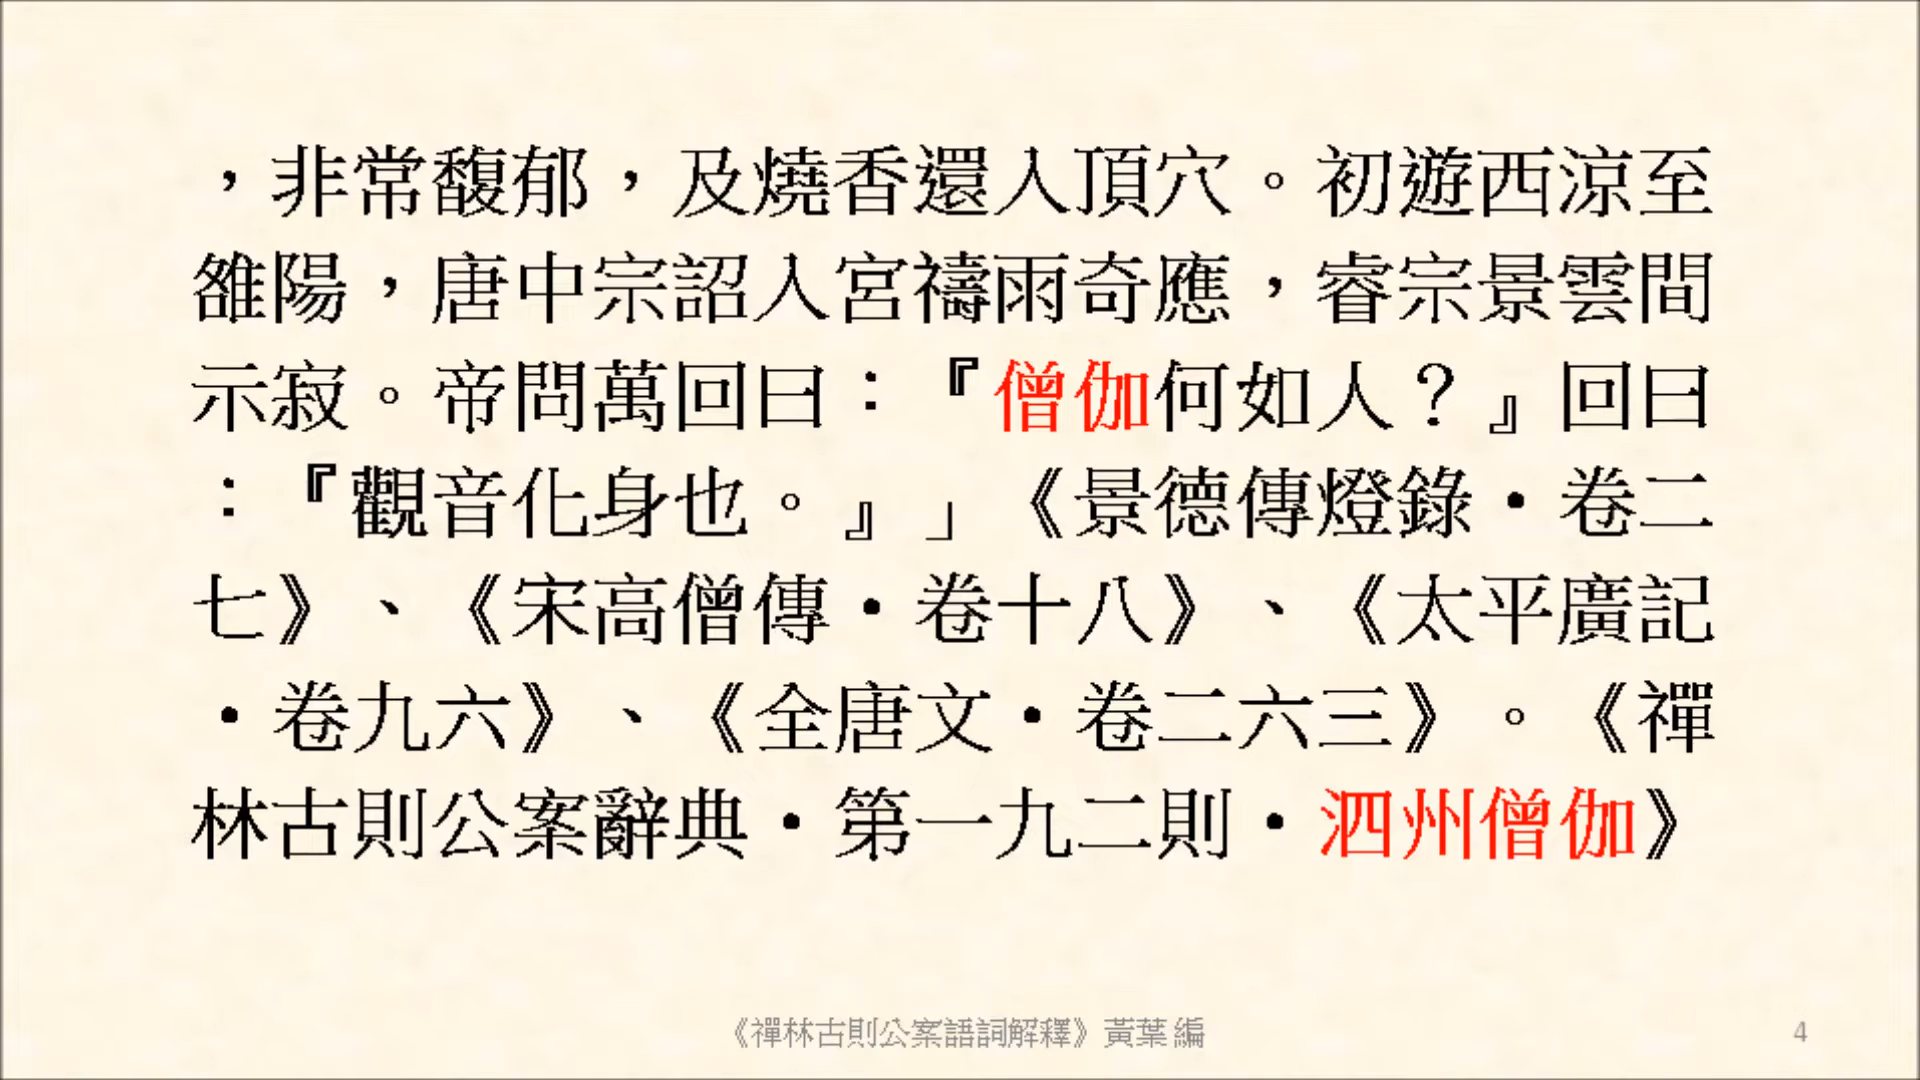 ，非常馥郁，及燒香還入頂穴。初遊西涼至
雒陽，唐中宗詔入宮禱雨奇應，睿宗景雲間
示寂。帝問萬回曰：『僧伽何如人？』回曰
：『觀音化身也。』」《景德傳燈錄・卷二
七》、《宋高僧傳・卷十八》、《太平廣記
・卷九六》、《全唐文・卷二六三》。《禪
林古則公案辭典・第一九二則・泗州僧伽》
《禪林古則公案語詞解釋》黃葉 編
4